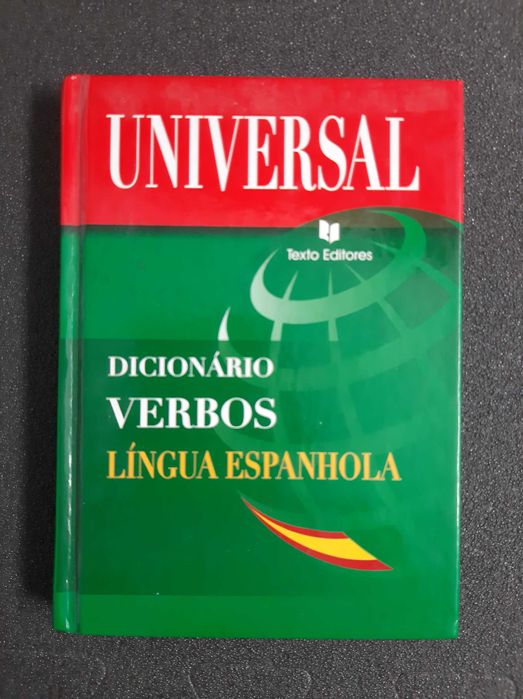 UNIVERSAL
Texto Editores
DICIONÁRIO
VERBOS
LÍNGUA ESPANHOLA